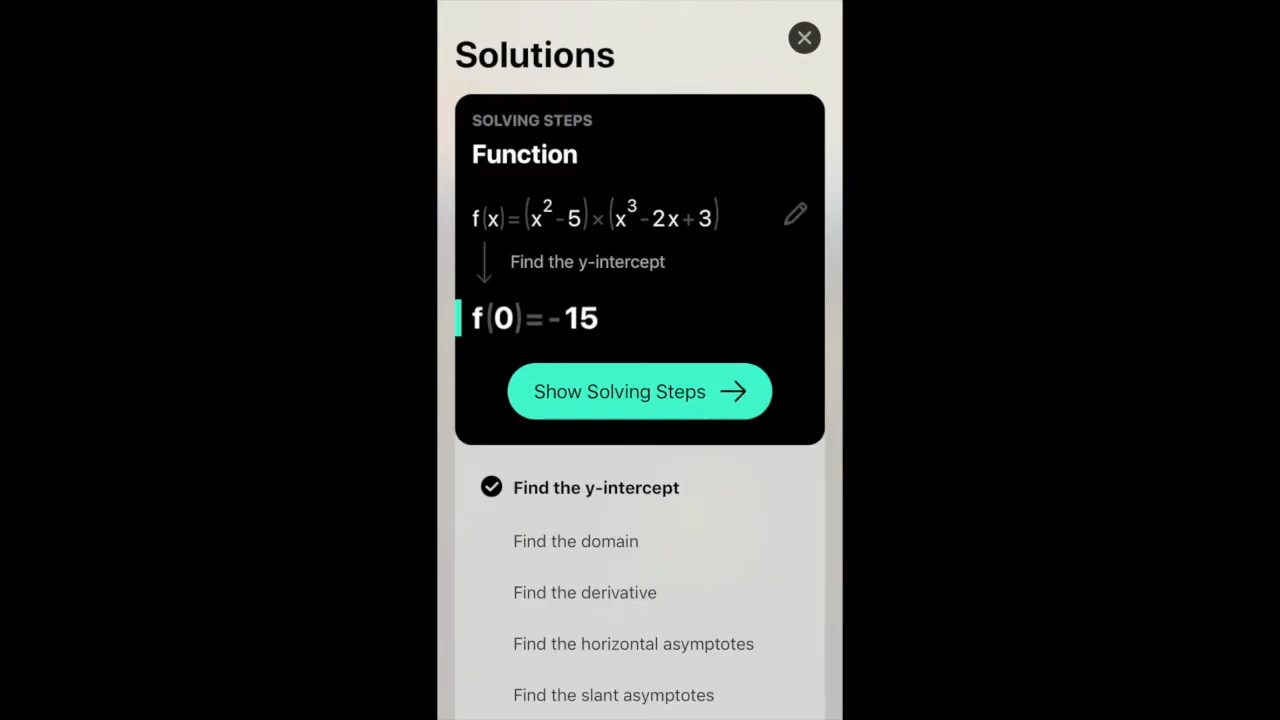 Solutions
SOLVING STEPS
Function
f(x)=(x²-5)×(x³-2x+3)
Find the y-intercept
f(0)=-15
Show Solving Steps
Find the y-intercept
Find the domain
Find the derivative
Find the horizontal asymptotes
Find the slant asymptotes